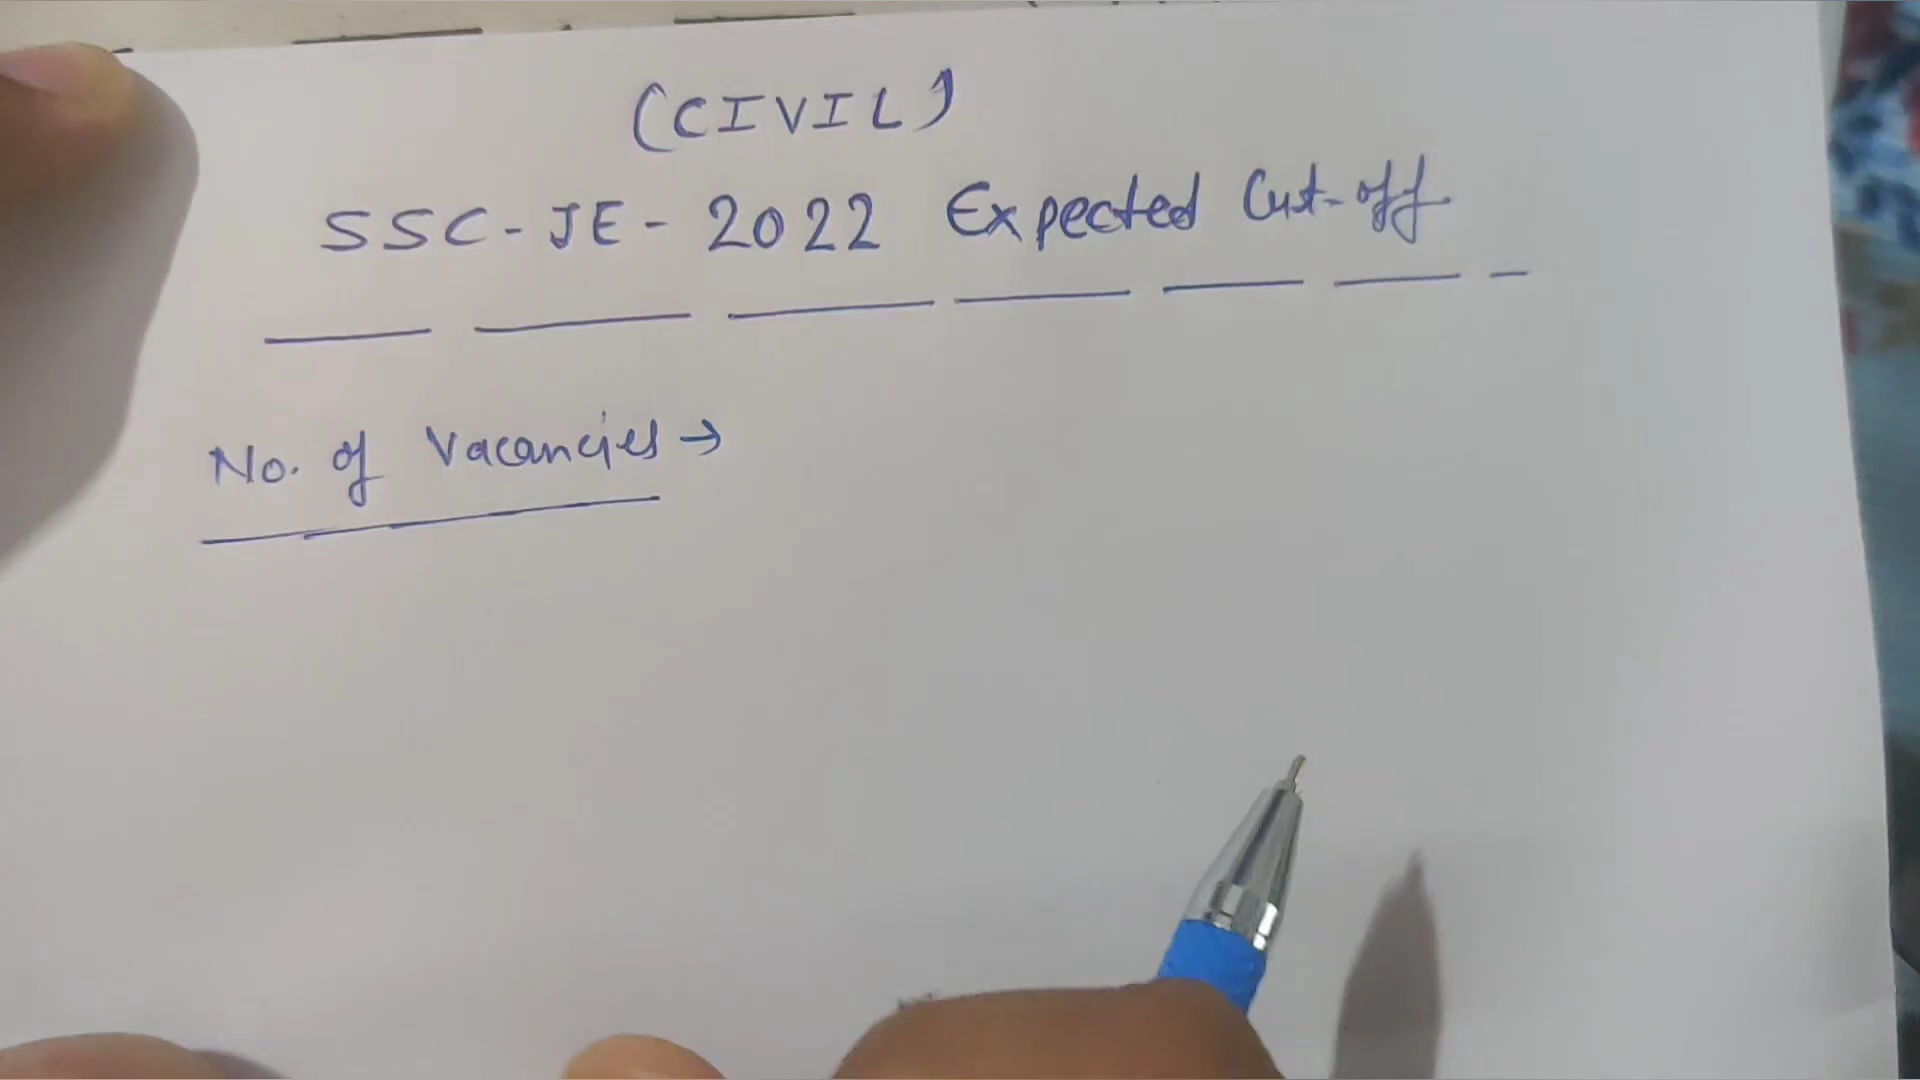 (CIVIL)
SSC-JE-2022 Expected Cut-off
No. of Vacancies →